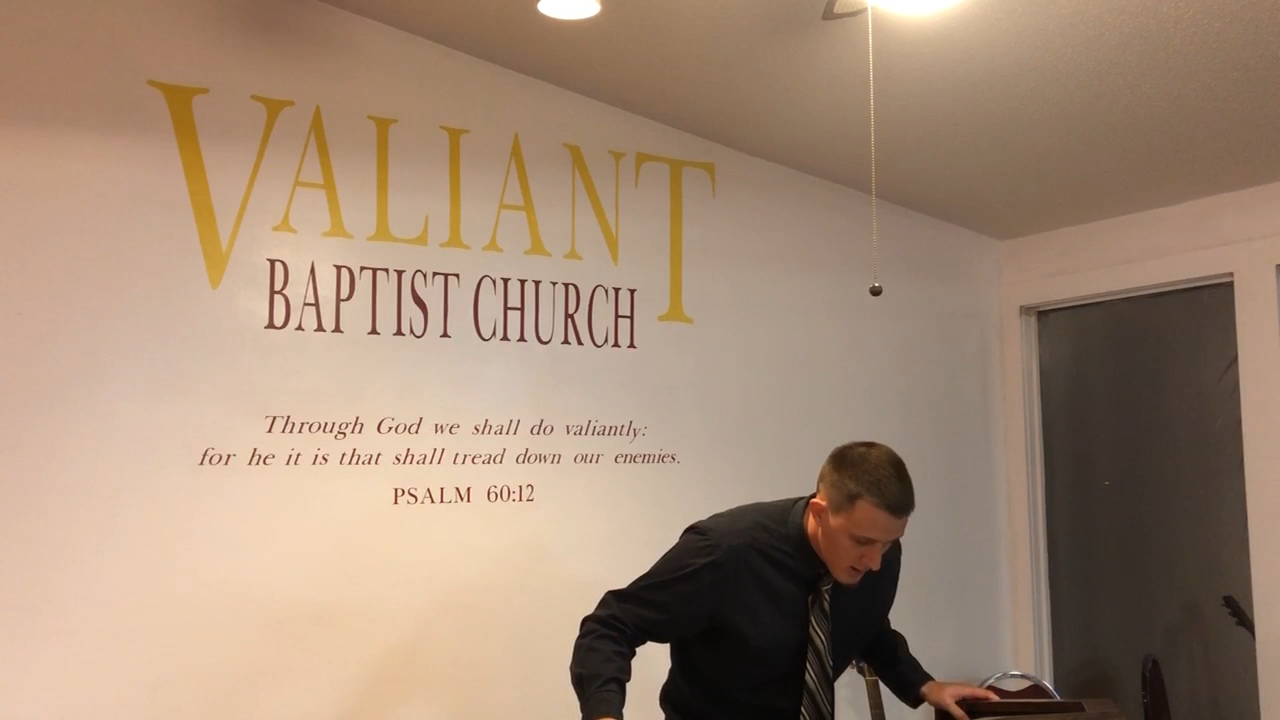 VALIANT
BAPTIST CHURCH
Through God we shall do valiantly:
for he it is that shall tread down our enemies.
PSALM 60:12